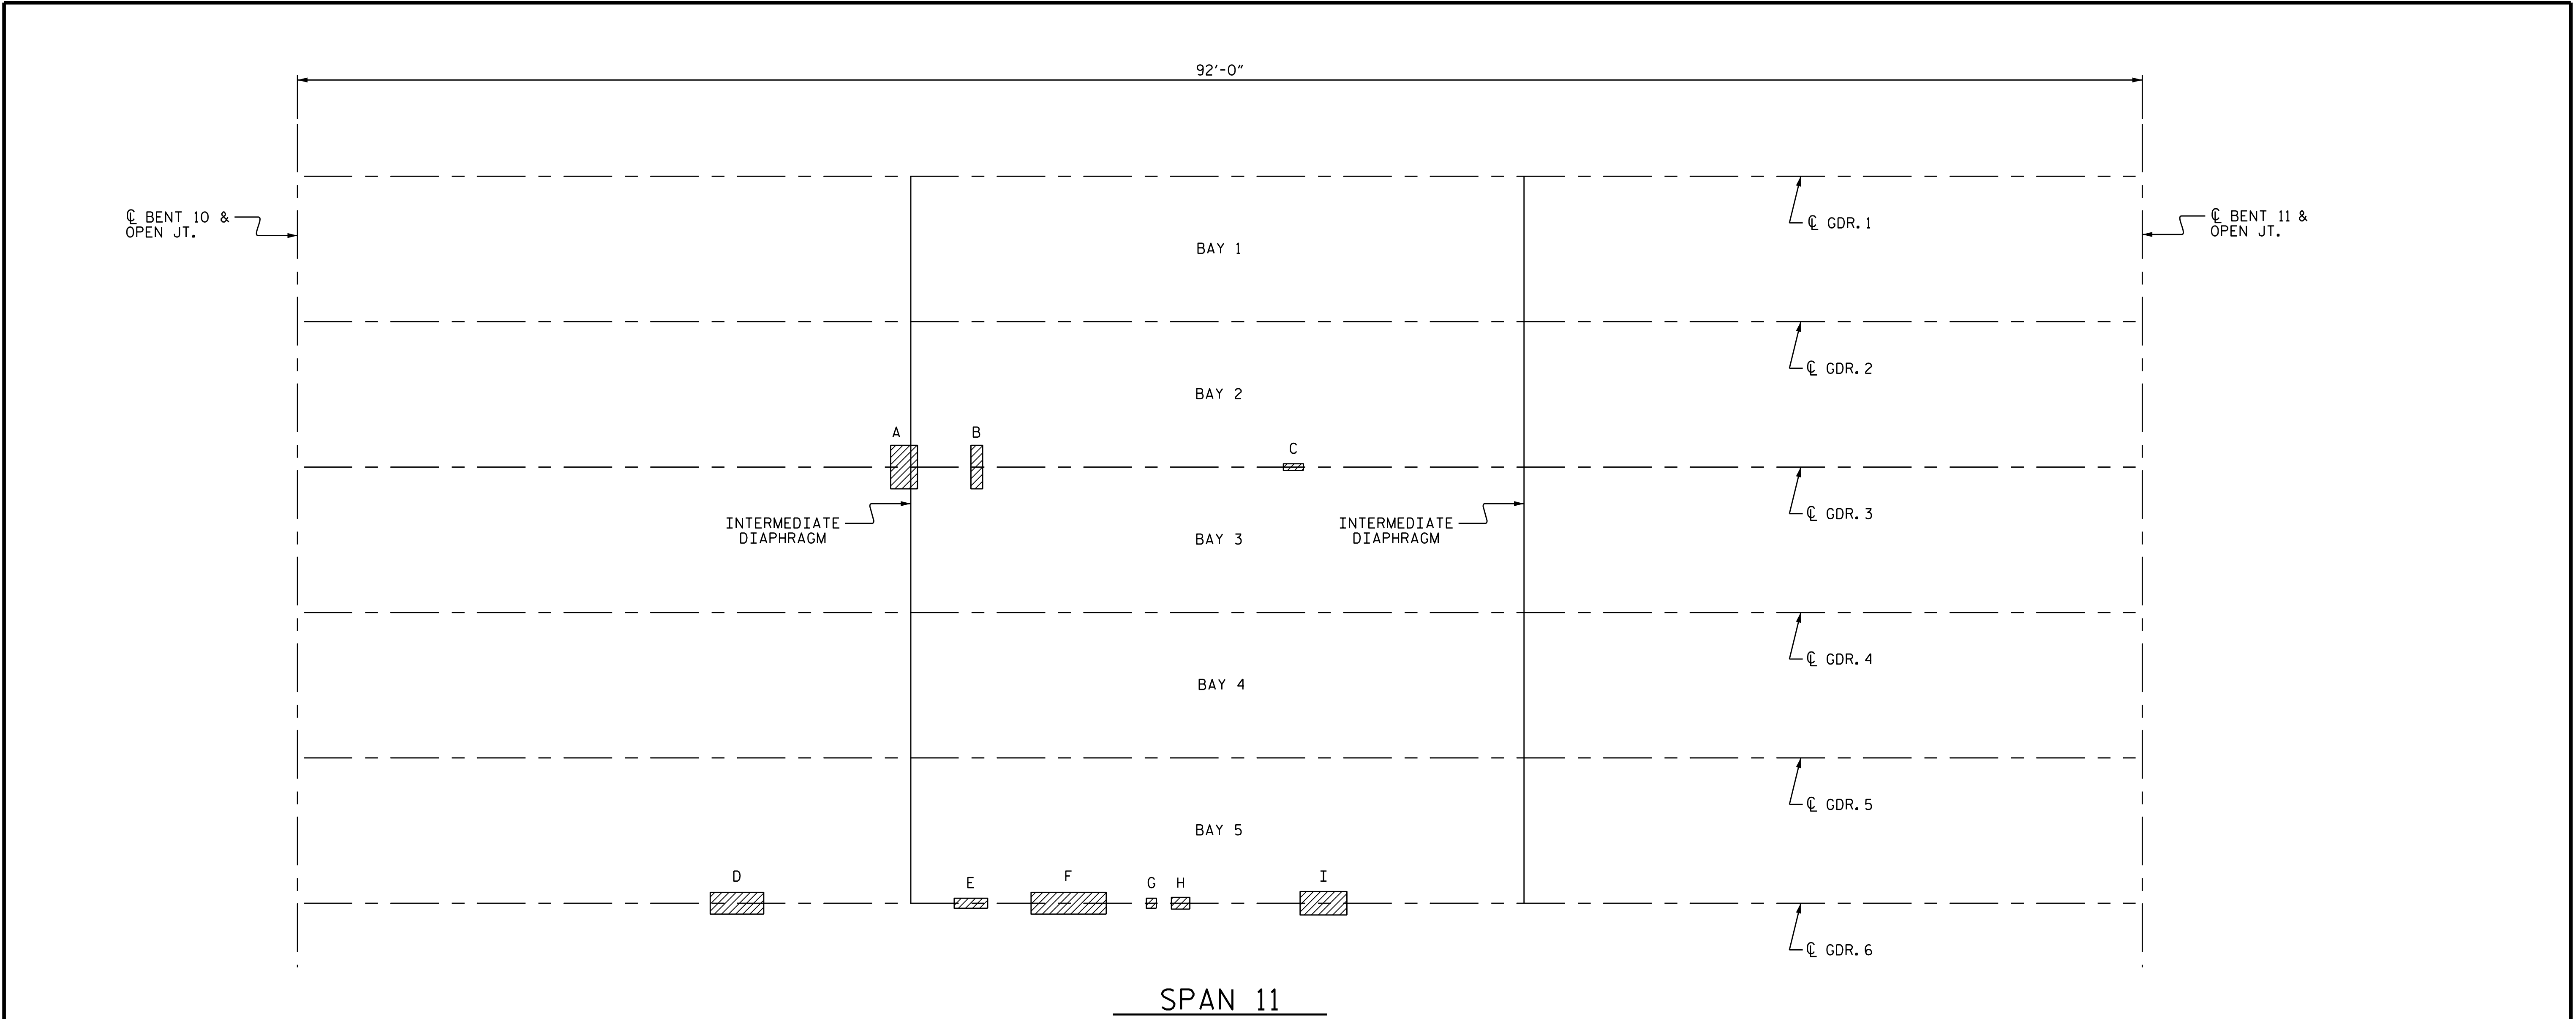 92'-0"
℄ BENT 10 &
OPEN JT.
℄ BENT 11 &
OPEN JT.
℄ GDR. 1
BAY 1
℄ GDR. 2
BAY 2
A
B
C
INTERMEDIATE
DIAPHRAGM
INTERMEDIATE
DIAPHRAGM
℄ GDR. 3
BAY 3
℄ GDR. 4
BAY 4
℄ GDR. 5
BAY 5
D
E
F
G
H
I
℄ GDR. 6
SPAN 11